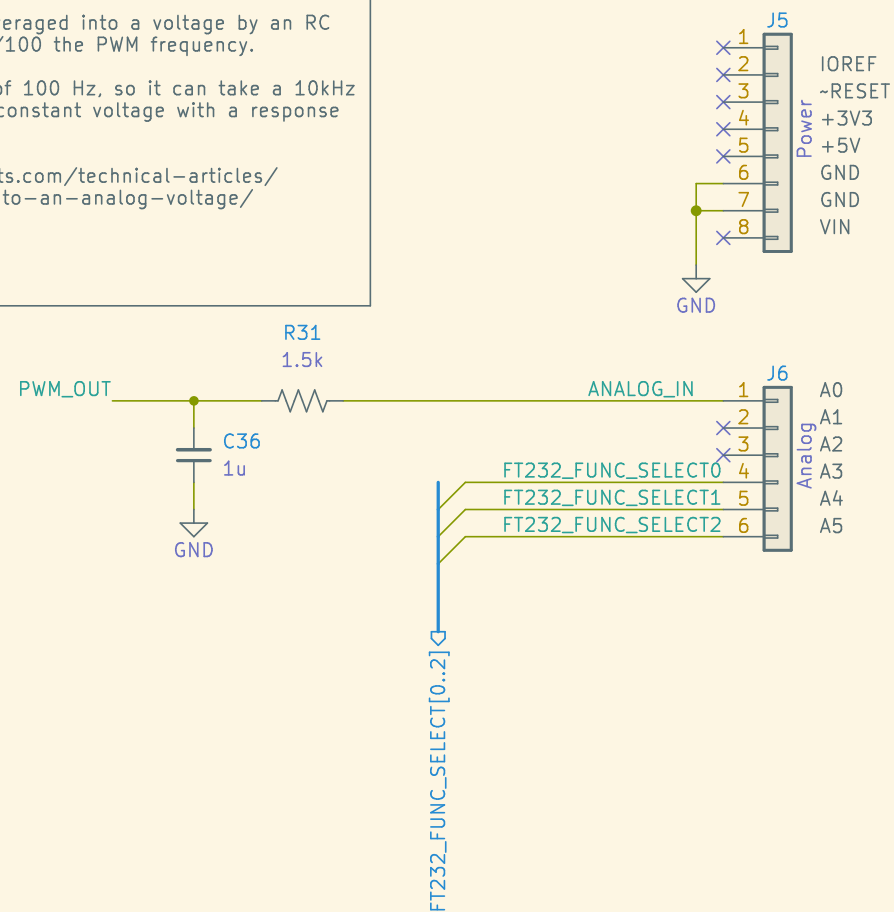 eraged into a voltage by an RC
/100 the PWM frequency.
of 100 Hz, so it can take a 10kHz
constant voltage with a response
ts.com/technical-articles/
to-an-analog-voltage/
J5
1
2 IOREF
3 ~RESET
4 +3V3
5 +5V
6 GND
7 GND
8 VIN
Power
GND
R31
1.5k
PWM_OUT
C36
1u
GND
J6
ANALOG_IN 1 A0
2 A1
3 A2
FT232_FUNC_SELECT0 4 A3
FT232_FUNC_SELECT1 5 A4
FT232_FUNC_SELECT2 6 A5
Analog
FT232_FUNC_SELECT[0..2]